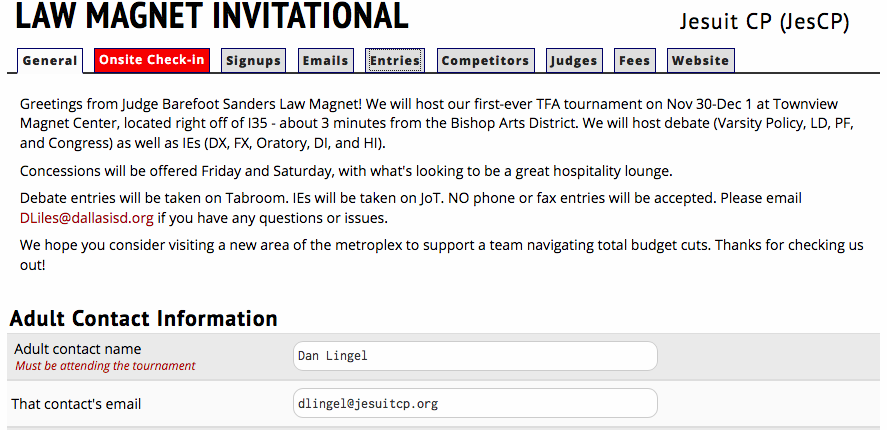 LAW MAGNET INVITATIONAL
Jesuit CP (JesCP)
General Onsite Check-in Signups Emails Entries Competitors Judges Fees Website
Greetings from Judge Barefoot Sanders Law Magnet! We will host our first-ever TFA tournament on Nov 30-Dec 1 at Townview
Magnet Center, located right off of I35 - about 3 minutes from the Bishop Arts District. We will host debate (Varsity Policy, LD, PF,
and Congress) as well as IEs (DX, FX, Oratory, DI, and HI).
Concessions will be offered Friday and Saturday, with what's looking to be a great hospitality lounge.
Debate entries will be taken on Tabroom. IEs will be taken on JoT. NO phone or fax entries will be accepted. Please email
DLiles@dallasisd.org if you have any questions or issues.
We hope you consider visiting a new area of the metroplex to support a team navigating total budget cuts. Thanks for checking us
out!
Adult Contact Information
Adult contact name
Must be attending the tournament
Dan Lingel
That contact's email
dlingel@jesuitcp.org